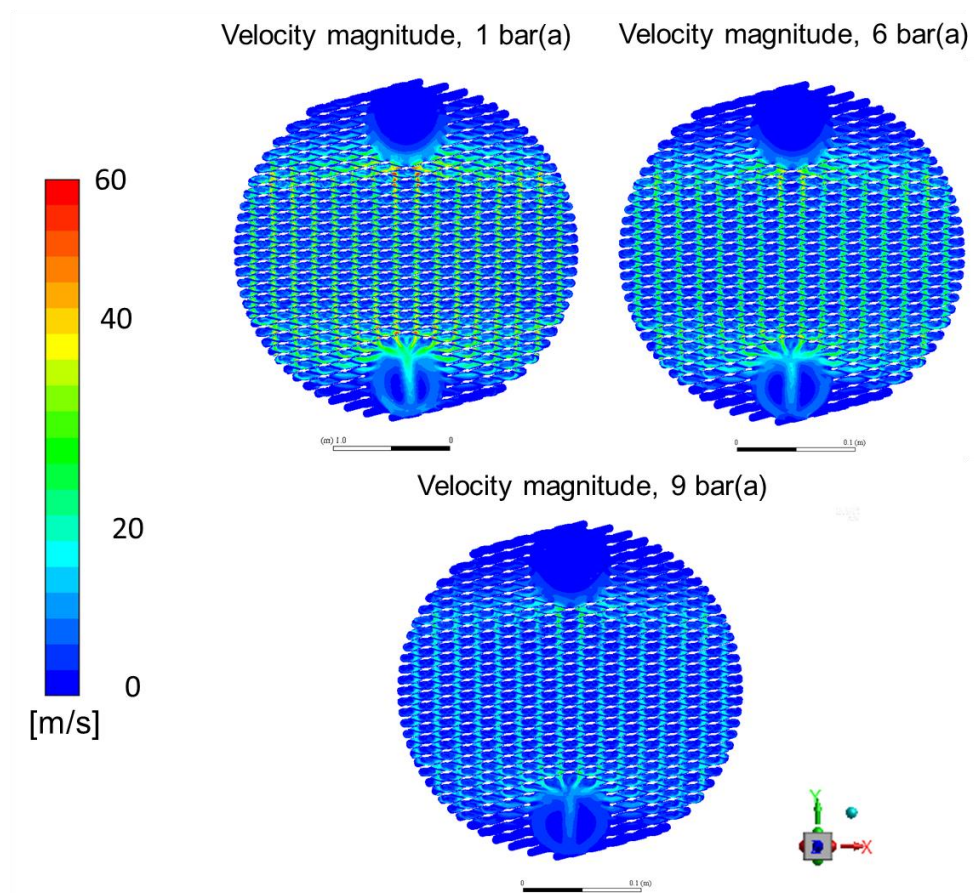 Velocity magnitude, 1 bar(a)
Velocity magnitude, 6 bar(a)
60
40
20
0
[m/s]
(m) 1.0 0
0 0.1 (m)
Velocity magnitude, 9 bar(a)
0 0.1 (m)
Y
X